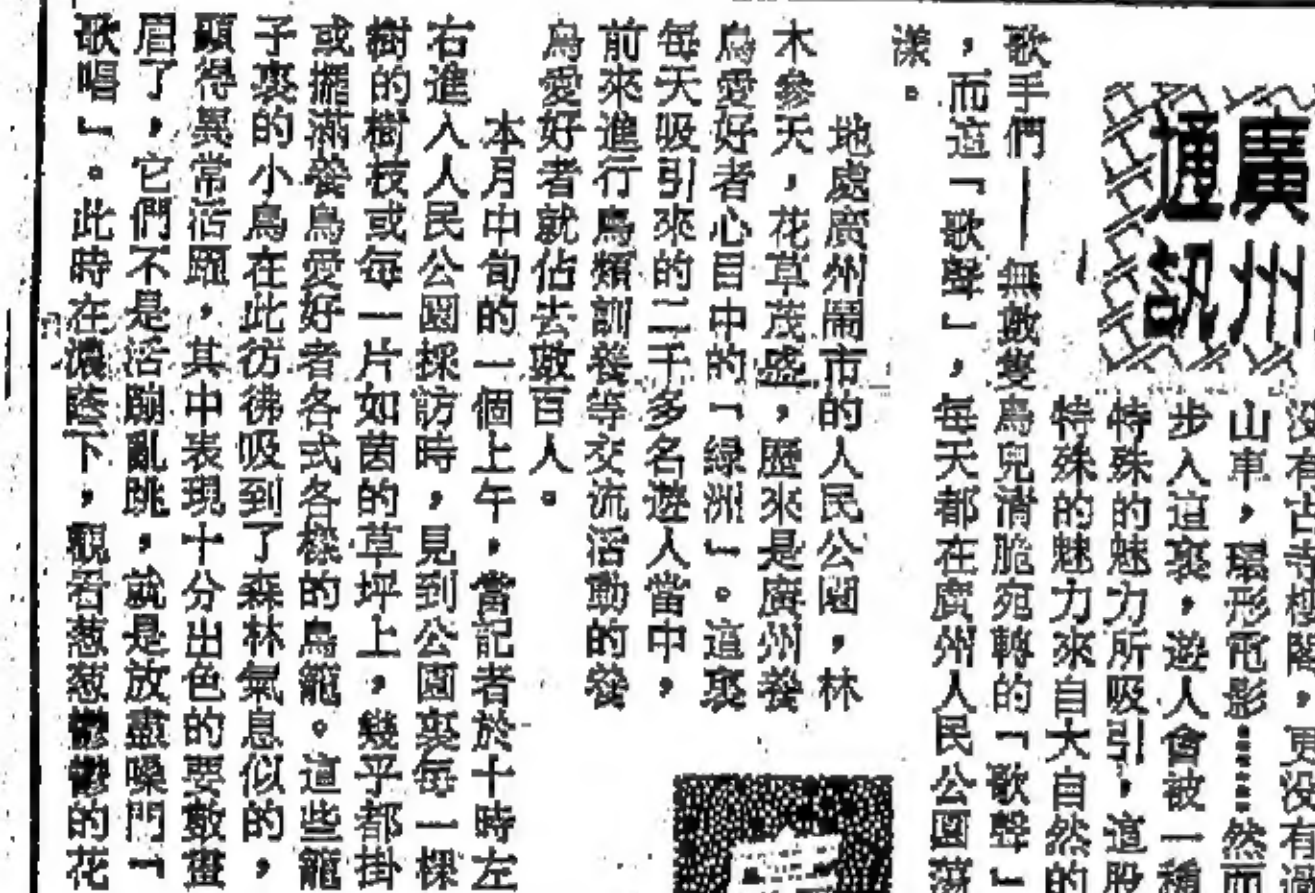 廣州
通訊
没有古寺樓閣，更没有過
山車，環形電影……然而
步入這裏，遊人會被一種
特殊的魅力所吸引，這股
特殊的魅力來自大自然的
歌手們——無數隻鳥兒清脆宛轉的「歌聲」
，而這「歌聲」，每天都在廣州人民公園蕩
漾。
地處廣州鬧市的人民公園，林
木參天，花草茂盛，歷來是廣州養
鳥愛好者心目中的「綠洲」。這裏
每天吸引來的二千多名遊人當中，
前來進行鳥類訓養等交流活動的養
鳥愛好者就佔去數百人。
本月中旬的一個上午，當記者於十時左
右進入人民公園採訪時，見到公園裏每一棵
樹的樹枝或每一片如茵的草坪上，幾乎都掛
或擺滿養鳥愛好者各式各樣的鳥籠。這些籠
子裏的小鳥在此彷彿吸到了森林氣息似的，
顯得異常活躍，其中表現十分出色的要數畫
眉了，它們不是活蹦亂跳，就是放盡嗓門「
歌唱」。此時在濃蔭下，觀看葱葱鬱鬱的花